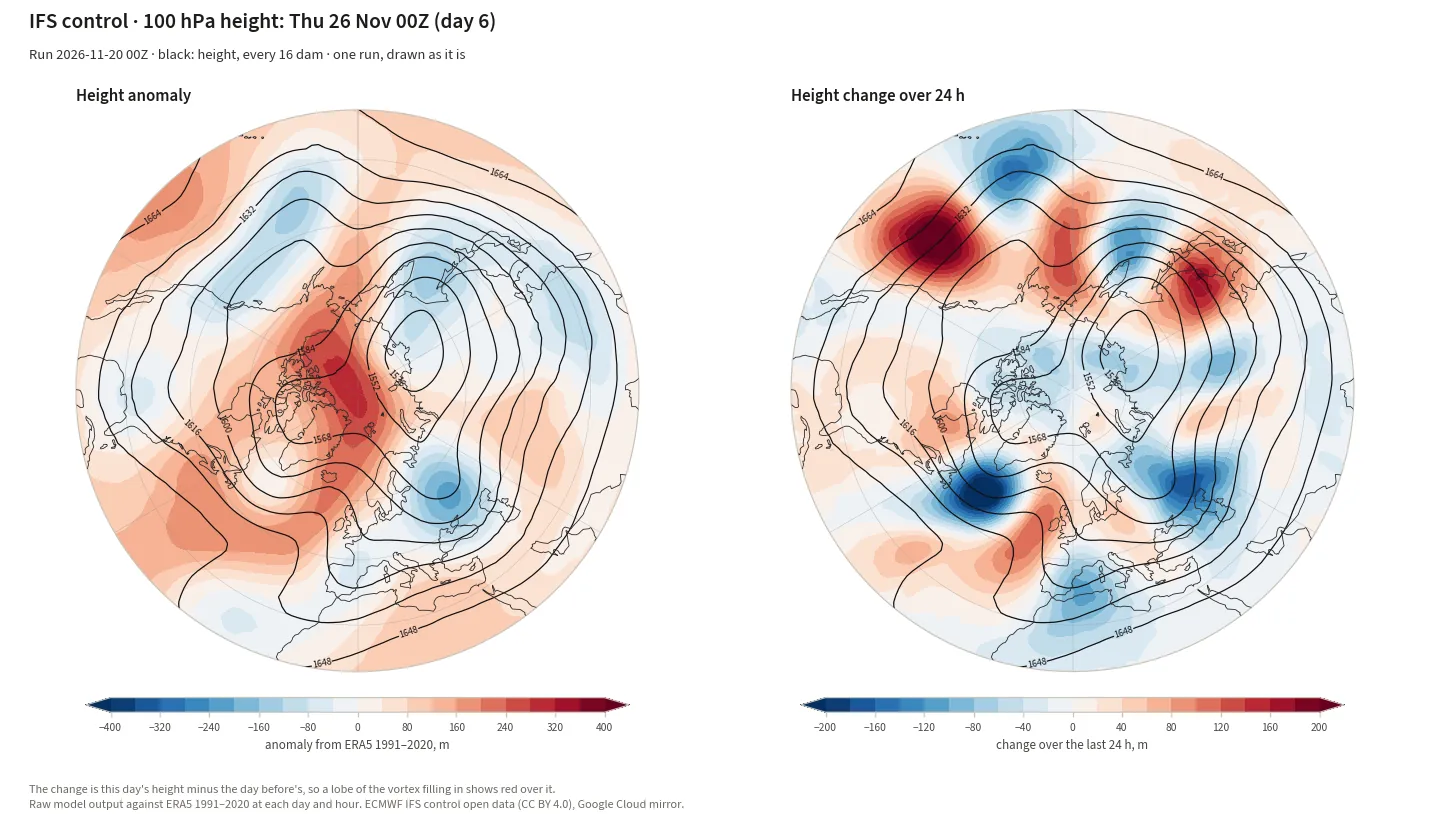 IFS control · 100 hPa height: Thu 26 Nov 00Z (day 6)
Run 2026-11-20 00Z · black: height, every 16 dam · one run, drawn as it is
Height anomaly
Height change over 24 h
1664
1664
1632
1584
1552
1600
1616
1568
1648
1648
1664
1664
1632
1584
1552
1600
1616
1568
1648
1648
−400 −320 −240 −160 −80 0 80 160 240 320 400
anomaly from ERA5 1991–2020, m
−200 −160 −120 −80 −40 0 40 80 120 160 200
change over the last 24 h, m
The change is this day's height minus the day before's, so a lobe of the vortex filling in shows red over it.
Raw model output against ERA5 1991–2020 at each day and hour. ECMWF IFS control open data (CC BY 4.0), Google Cloud mirror.